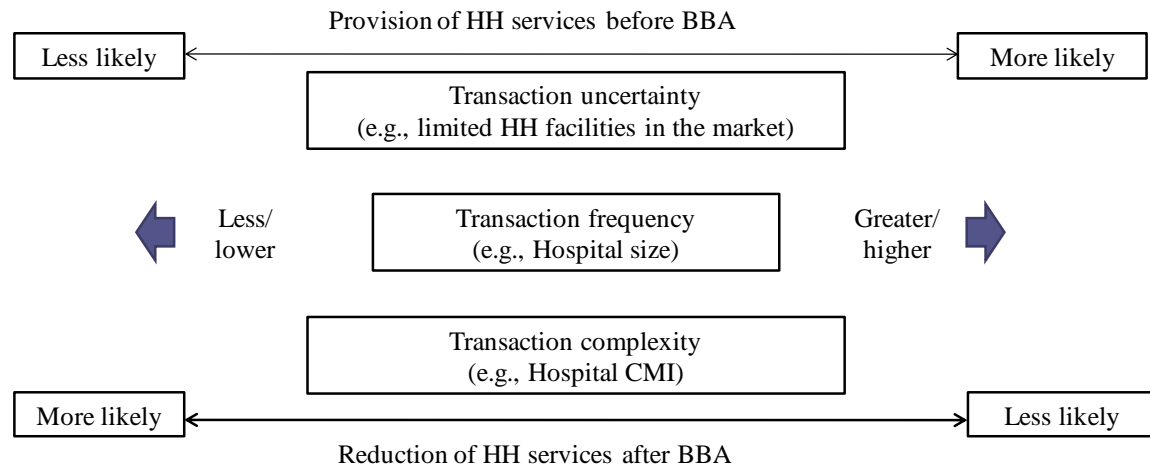 Provision of HH services before BBA
Less likely
More likely
Transaction uncertainty
(e.g., limited HH facilities in the market)
Less/
lower
Transaction frequency
(e.g., Hospital size)
Greater/
higher
Transaction complexity
(e.g., Hospital CMI)
More likely
Less likely
Reduction of HH services after BBA